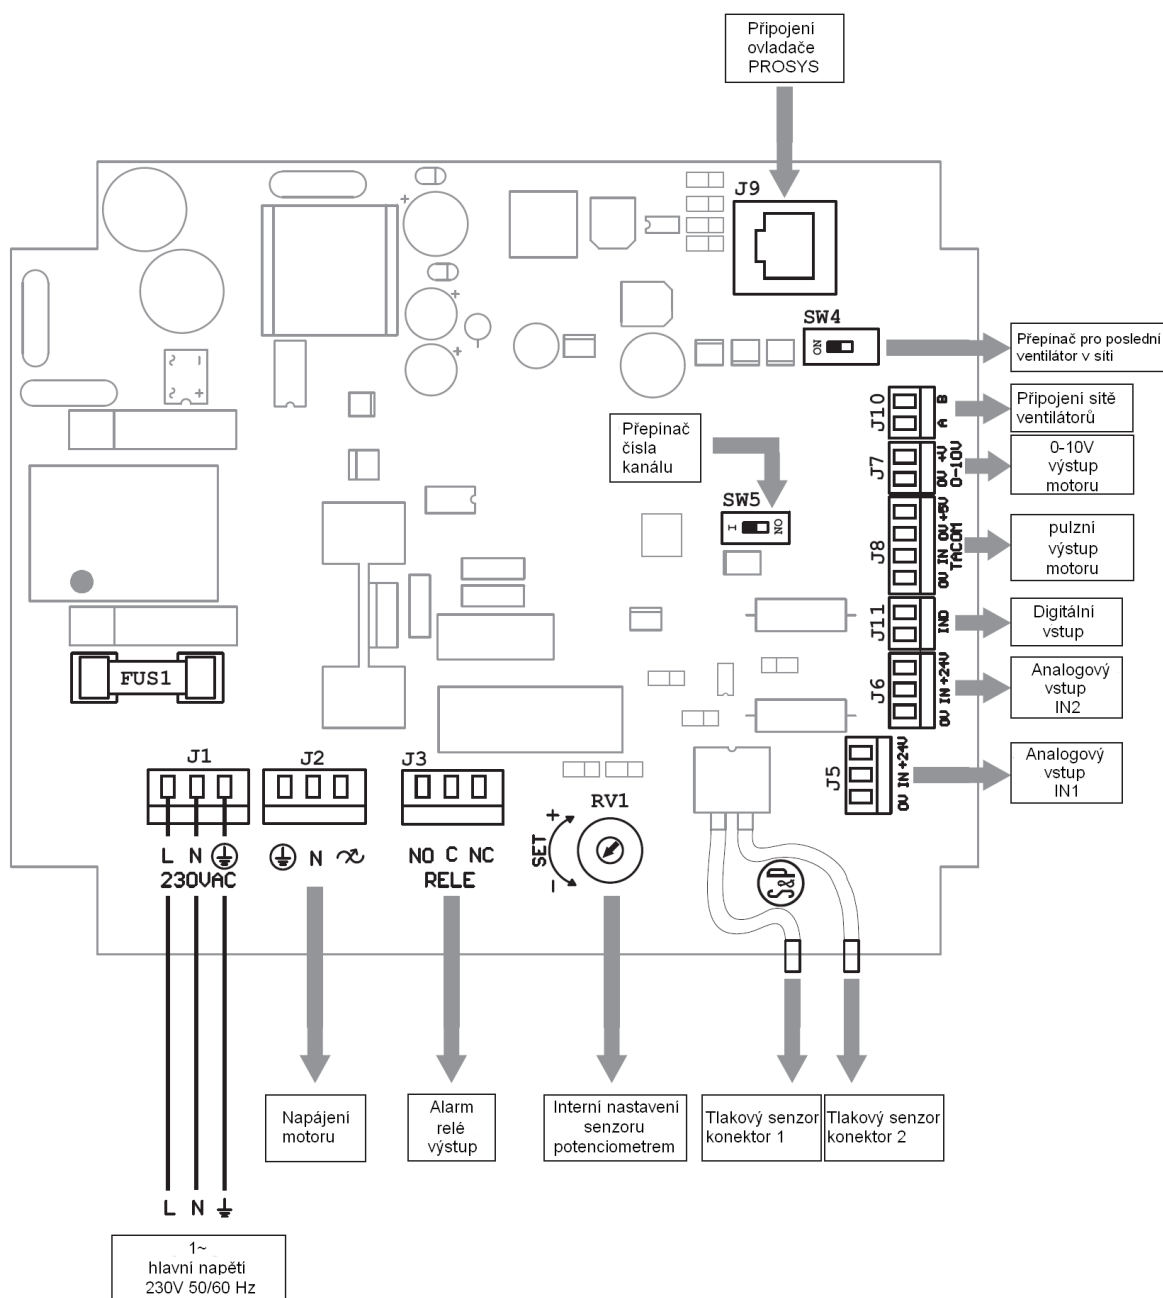 Připojení
ovladače
PROSYS
J9
SW4
ON
Přepínač pro poslední
ventilátor v síti
J10
A B
Připojení sítě
ventilátorů
Přepínač
čísla
kanálu
SW5
I
NO
J7
0V +V
0-10V
0-10V
výstup
motoru
J8
0V IN 0V +5V
TACOM
pulzní
výstup
motoru
J11
IND
Digitální
vstup
J6
0V IN +24V
Analogový
vstup
IN2
J5
0V IN +24V
Analogový
vstup
IN1
~ -
~ +
+
+
+
FUS1
J1
L N
230VAC
J2
N
J3
NO C NC
RELE
RV1
SET
+
-
S&P
Napájení
motoru
Alarm
relé
výstup
Interní nastavení
senzoru
potenciometrem
Tlakový senzor
konektor 1
Tlakový senzor
konektor 2
L N
1~
hlavní napětí
230V 50/60 Hz